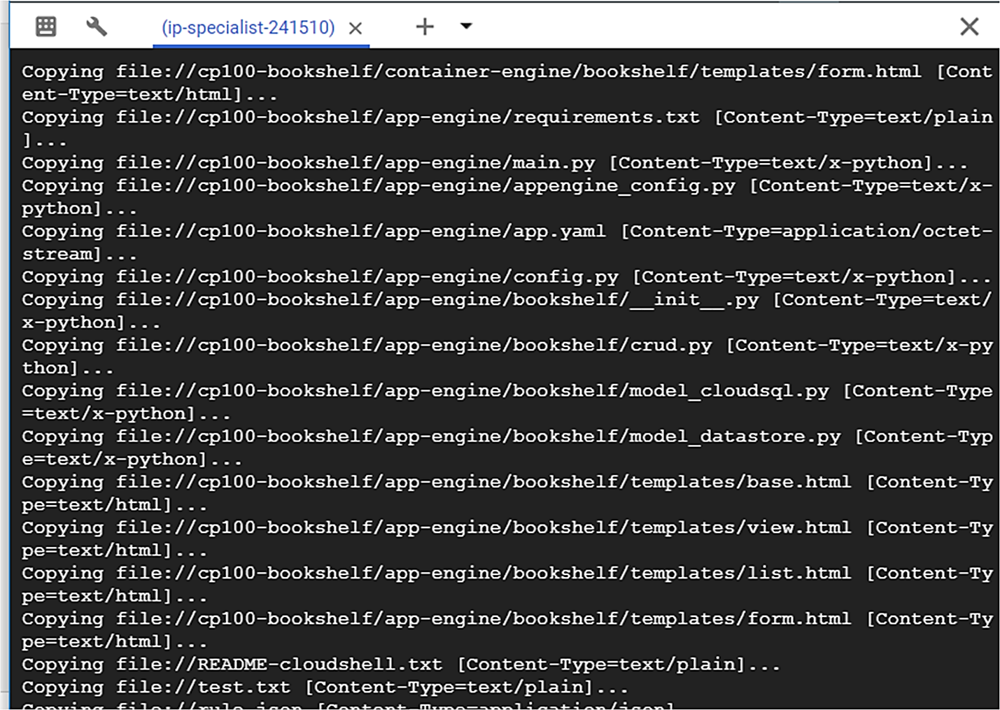 (ip-specialist-241510)
Copying file://cp100-bookshelf/container-engine/bookshelf/templates/form.html [Cont
ent-Type=text/html]...
Copying file://cp100-bookshelf/app-engine/requirements.txt [Content-Type=text/plain
]...
Copying file://cp100-bookshelf/app-engine/main.py [Content-Type=text/x-python]...
Copying file://cp100-bookshelf/app-engine/appengine_config.py [Content-Type=text/x-
python]...
Copying file://cp100-bookshelf/app-engine/app.yaml [Content-Type=application/octet-
stream]...
Copying file://cp100-bookshelf/app-engine/config.py [Content-Type=text/x-python]...
Copying file://cp100-bookshelf/app-engine/bookshelf/__init__.py [Content-Type=text/
x-python]...
Copying file://cp100-bookshelf/app-engine/bookshelf/crud.py [Content-Type=text/x-py
thon]...
Copying file://cp100-bookshelf/app-engine/bookshelf/model_cloudsql.py [Content-Type
=text/x-python]...
Copying file://cp100-bookshelf/app-engine/bookshelf/model_datastore.py [Content-Typ
e=text/x-python]...
Copying file://cp100-bookshelf/app-engine/bookshelf/templates/base.html [Content-Ty
pe=text/html]...
Copying file://cp100-bookshelf/app-engine/bookshelf/templates/view.html [Content-Ty
pe=text/html]...
Copying file://cp100-bookshelf/app-engine/bookshelf/templates/list.html [Content-Ty
pe=text/html]...
Copying file://cp100-bookshelf/app-engine/bookshelf/templates/form.html [Content-Ty
pe=text/html]...
Copying file://README-cloudshell.txt [Content-Type=text/plain]...
Copying file://test.txt [Content-Type=text/plain]...
Copying file://rule.json [Content-Type=application/json]